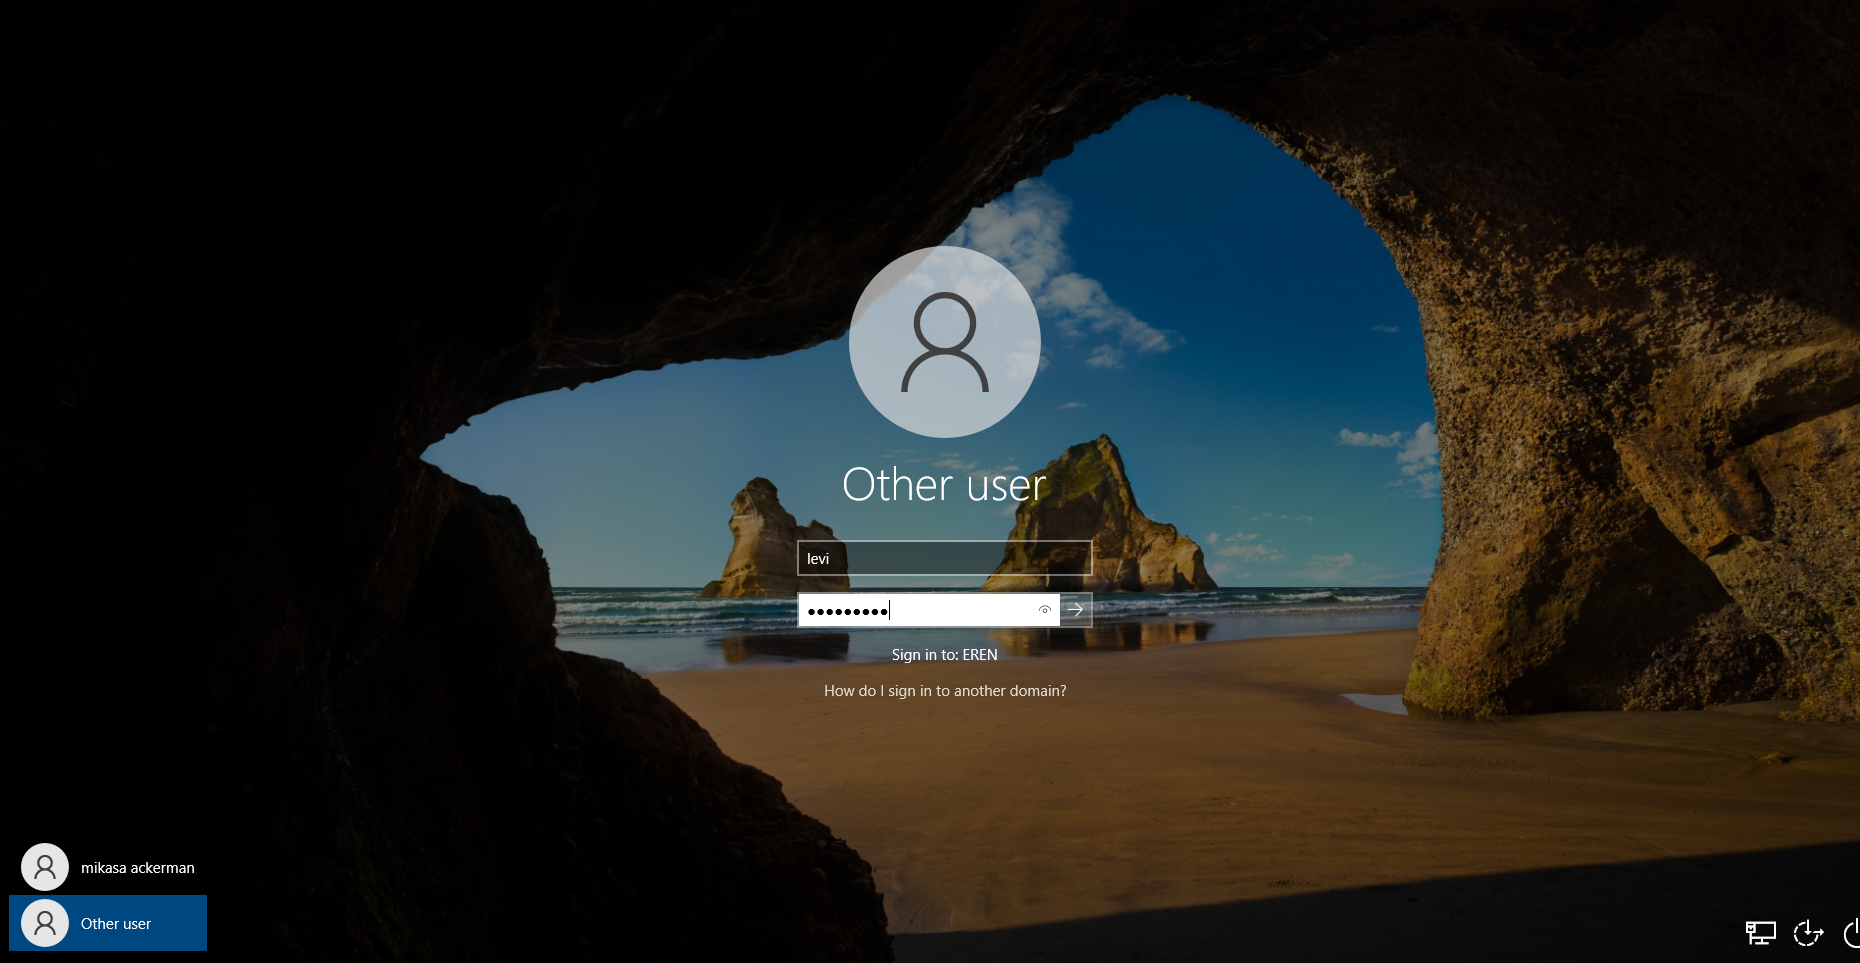 Other user
levi
Sign in to: EREN
How do I sign in to another domain?
mikasa ackerman
Other user